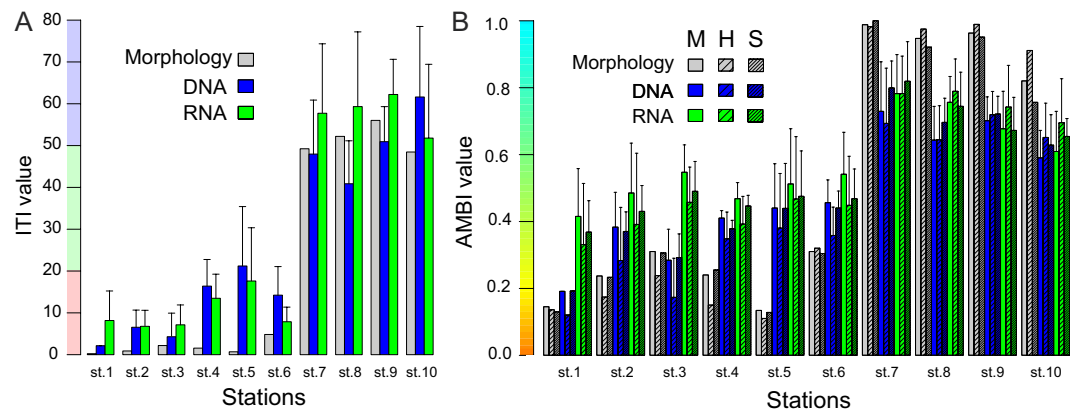 A
ITI value
80
70
60
50
40
30
20
10
0
Morphology
DNA
RNA
st.1 st.2 st.3 st.4 st.5 st.6 st.7 st.8 st.9 st.10
Stations
B
AMBI value
1.0
0.8
0.6
0.4
0.2
0.0
M H S
Morphology
DNA
RNA
st.1 st.2 st.3 st.4 st.5 st.6 st.7 st.8 st.9 st.10
Stations